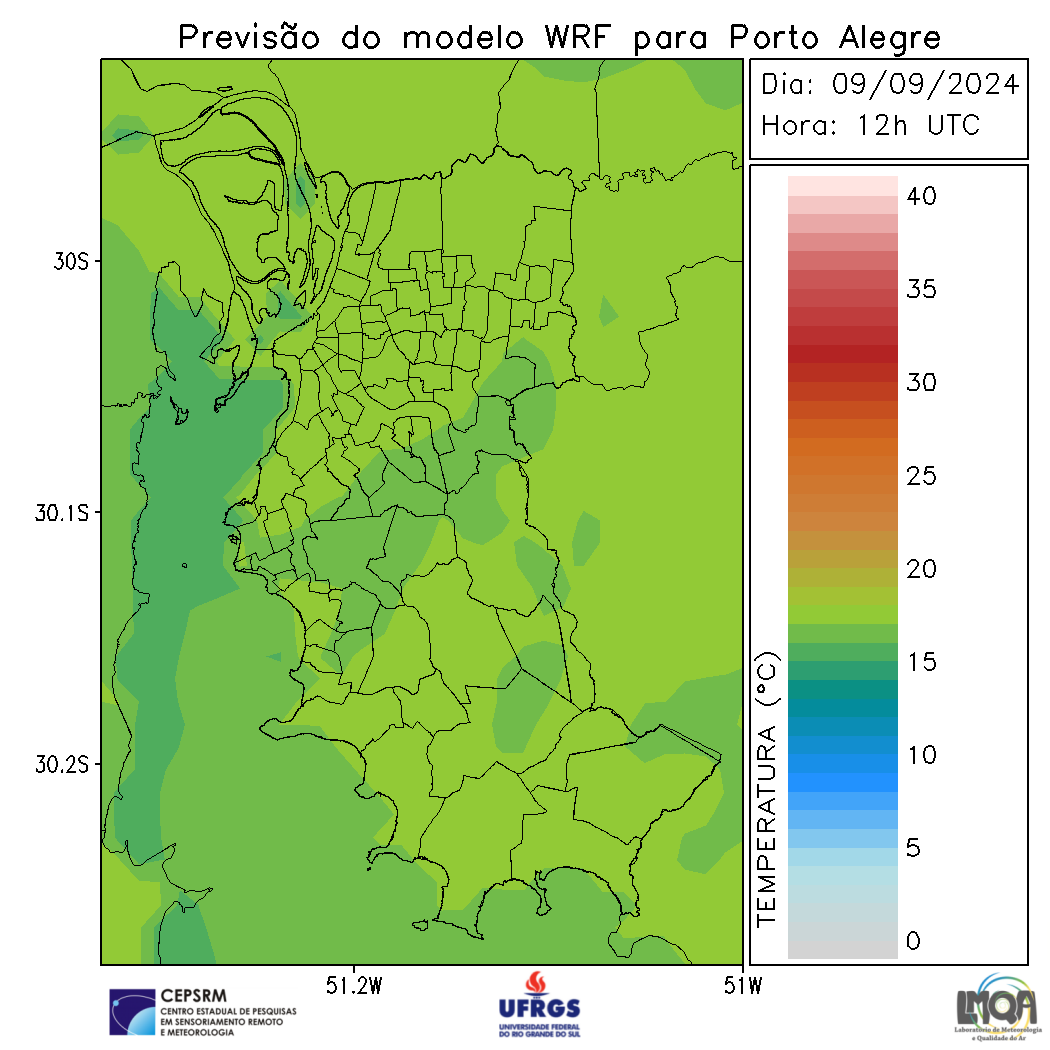 Previsão do modelo WRF para Porto Alegre
Dia: 09/09/2024
Hora: 12h UTC
40
35
30
25
20
15
10
5
0
TEMPERATURA (°C)
30S
30.1S
30.2S
51.2W
51W
CEPSRM
CENTRO ESTADUAL DE PESQUISAS
EM SENSORIAMENTO REMOTO
E METEOROLOGIA
UFRGS
UNIVERSIDADE FEDERAL
DO RIO GRANDE DO SUL
LMQA
Laboratório de Meteorologia
e Qualidade do Ar